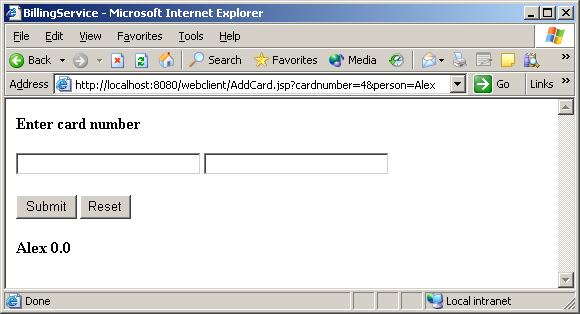 BillingService - Microsoft Internet Explorer
File Edit View Favorites Tools Help
Back Search Favorites Media »
Address http://localhost:8080/webclient/AddCard.jsp?cardnumber=4&person=Alex Go Links »
Enter card number
Submit Reset
Alex 0.0
Done Local intranet